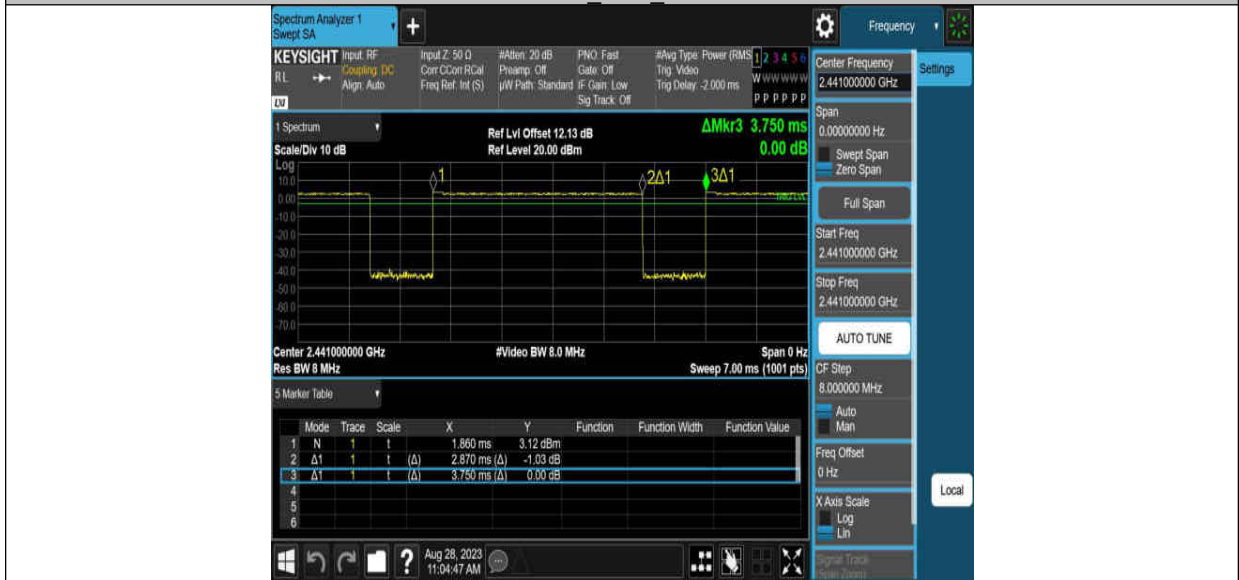 Spectrum Analyzer 1
Swept SA
+
Frequency
KEYSIGHT
RL
LXI
Input: RF
Coupling: DC
Align: Auto
Input Z: 50 Ω
Corr CCorr RCal
Freq Ref: Int (S)
#Atten: 20 dB
Preamp: Off
µW Path: Standard
PNO: Fast
Gate: Off
IF Gain: Low
Sig Track: Off
#Avg Type: Power (RMS
Trig: Video
Trig Delay: -2.000 ms
1 2 3 4 5 6
W W W W W W
P P P P P P
1 Spectrum
Scale/Div 10 dB
Ref Lvl Offset 12.13 dB
Ref Level 20.00 dBm
ΔMkr3 3.750 ms
0.00 dB
Log
10.0
0.00
-10.0
-20.0
-30.0
-40.0
-50.0
-60.0
-70.0
1
2Δ1
3Δ1
TRIG LVL
Center 2.441000000 GHz
#Video BW 8.0 MHz
Span 0 Hz
Res BW 8 MHz
Sweep 7.00 ms (1001 pts)
5 Marker Table
Mode Trace Scale X Y Function Function Width Function Value
1 N 1 t 1.860 ms 3.12 dBm
2 Δ1 1 t (Δ) 2.870 ms (Δ) -1.03 dB
3 Δ1 1 t (Δ) 3.750 ms (Δ) 0.00 dB
4
5
6
?
Aug 28, 2023
11:04:47 AM
Center Frequency
2.441000000 GHz
Span
0.00000000 Hz
Swept Span
Zero Span
Full Span
Start Freq
2.441000000 GHz
Stop Freq
2.441000000 GHz
AUTO TUNE
CF Step
8.000000 MHz
Auto
Man
Freq Offset
0 Hz
X Axis Scale
Log
Lin
Signal Track
(Span Zoom)
Settings
Local